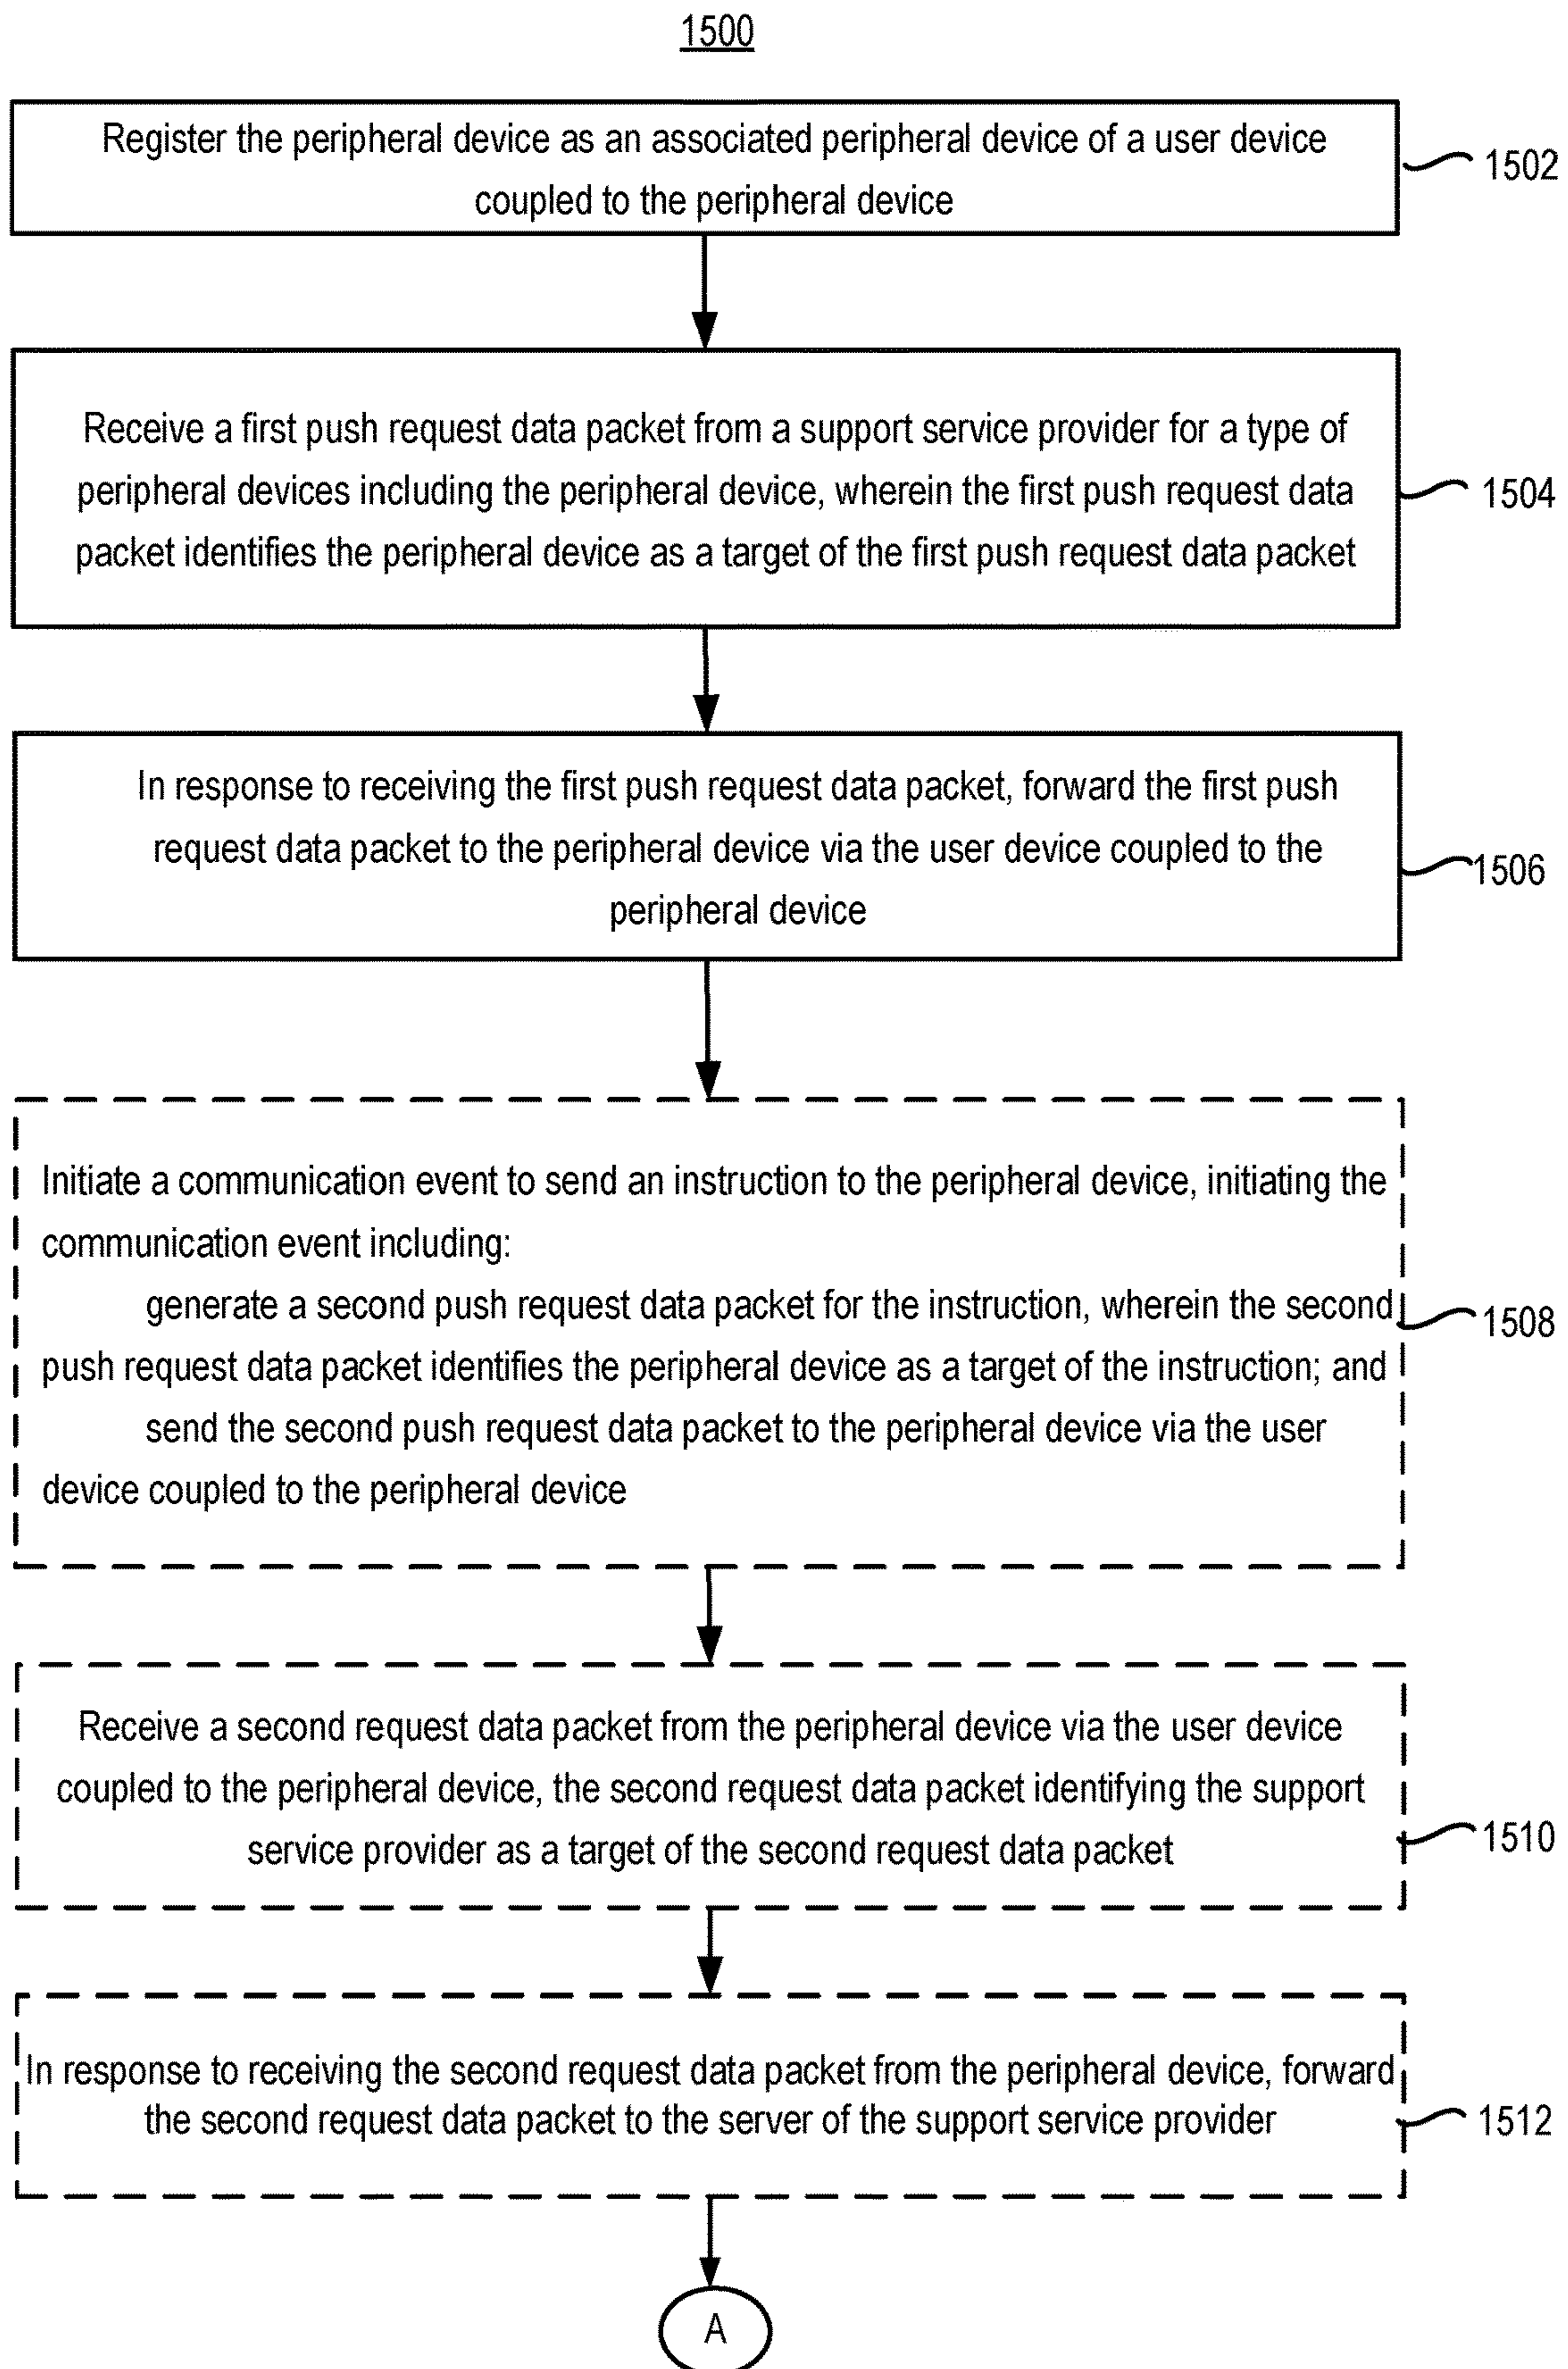 1500
Register the peripheral device as an associated peripheral device of a user device
coupled to the peripheral device
1502
Receive a first push request data packet from a support service provider for a type of
peripheral devices including the peripheral device, wherein the first push request data
packet identifies the peripheral device as a target of the first push request data packet
1504
In response to receiving the first push request data packet, forward the first push
request data packet to the peripheral device via the user device coupled to the
peripheral device
1506
Initiate a communication event to send an instruction to the peripheral device, initiating the
communication event including:
generate a second push request data packet for the instruction, wherein the second
push request data packet identifies the peripheral device as a target of the instruction; and
send the second push request data packet to the peripheral device via the user
device coupled to the peripheral device
1508
Receive a second request data packet from the peripheral device via the user device
coupled to the peripheral device, the second request data packet identifying the support
service provider as a target of the second request data packet
1510
In response to receiving the second request data packet from the peripheral device, forward
the second request data packet to the server of the support service provider
1512
A